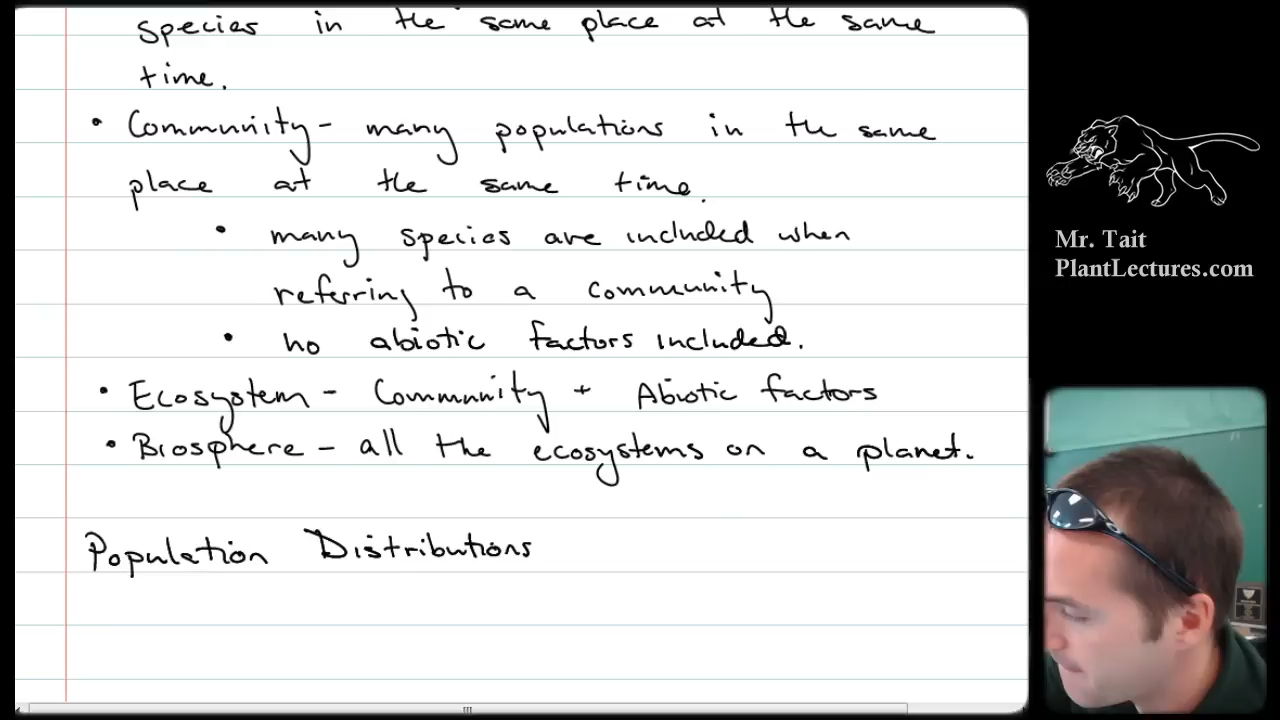 species in the same place at the same
time.
• Community - many populations in the same
place at the same time.
• many species are included when
referring to a community
• no abiotic factors included.
• Ecosystem - Community + Abiotic factors
• Biosphere - all the ecosystems on a planet.
Population Distributions
Mr. Tait
PlantLectures.com